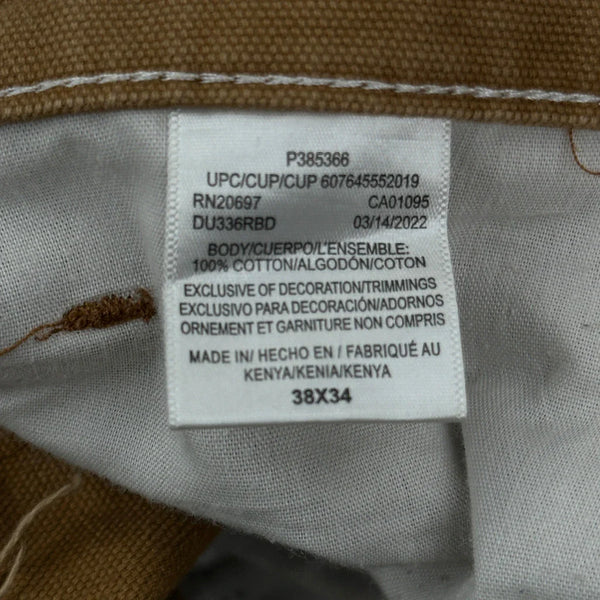 P385366
UPC/CUP/CUP 607645552019
RN20697 CA01095
DU336RBD 03/14/2022
BODY/CUERPO/L'ENSEMBLE:
100% COTTON/ALGODÓN/COTON
EXCLUSIVE OF DECORATION/TRIMMINGS
EXCLUSIVO PARA DECORACIÓN/ADORNOS
ORNEMENT ET GARNITURE NON COMPRIS
MADE IN/ HECHO EN / FABRIQUÉ AU
KENYA/KENIA/KENYA
38X34